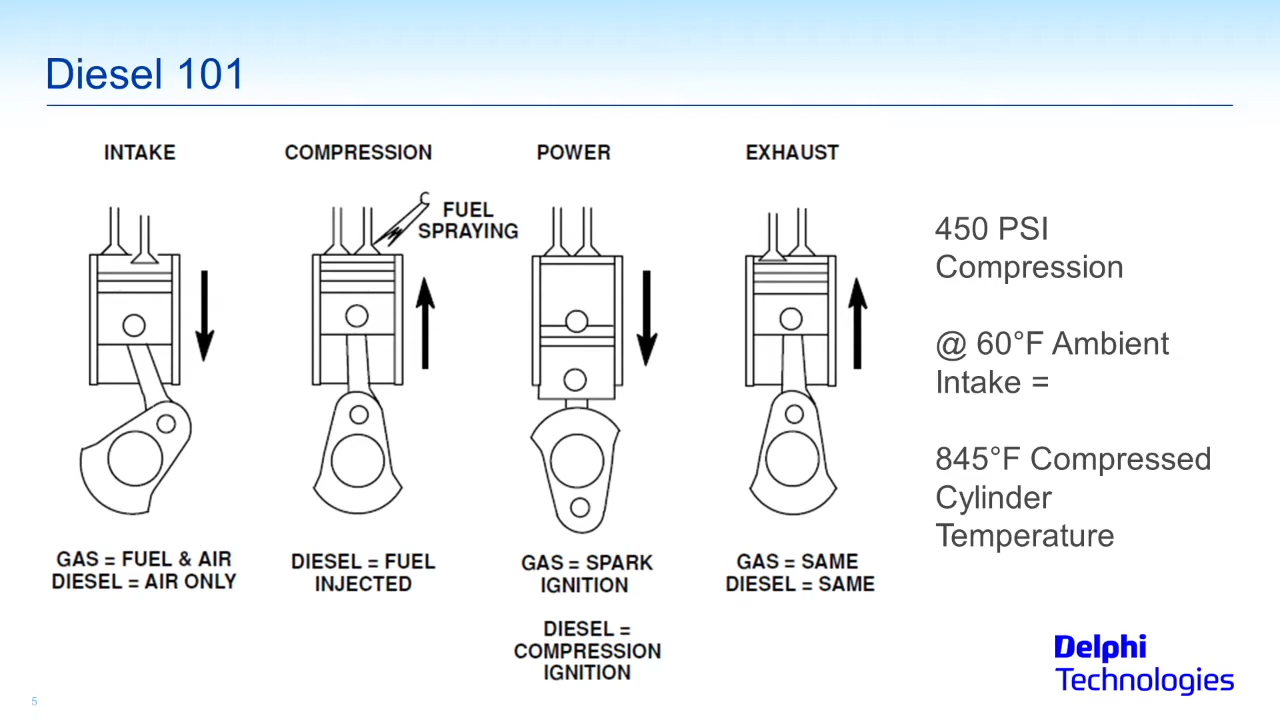 Diesel 101
INTAKE
COMPRESSION
POWER
EXHAUST
FUEL
SPRAYING
GAS = FUEL & AIR
DIESEL = AIR ONLY
DIESEL = FUEL
INJECTED
GAS = SPARK
IGNITION
DIESEL =
COMPRESSION
IGNITION
GAS = SAME
DIESEL = SAME
450 PSI
Compression
@ 60°F Ambient
Intake =
845°F Compressed
Cylinder
Temperature
Delphi
Technologies
5